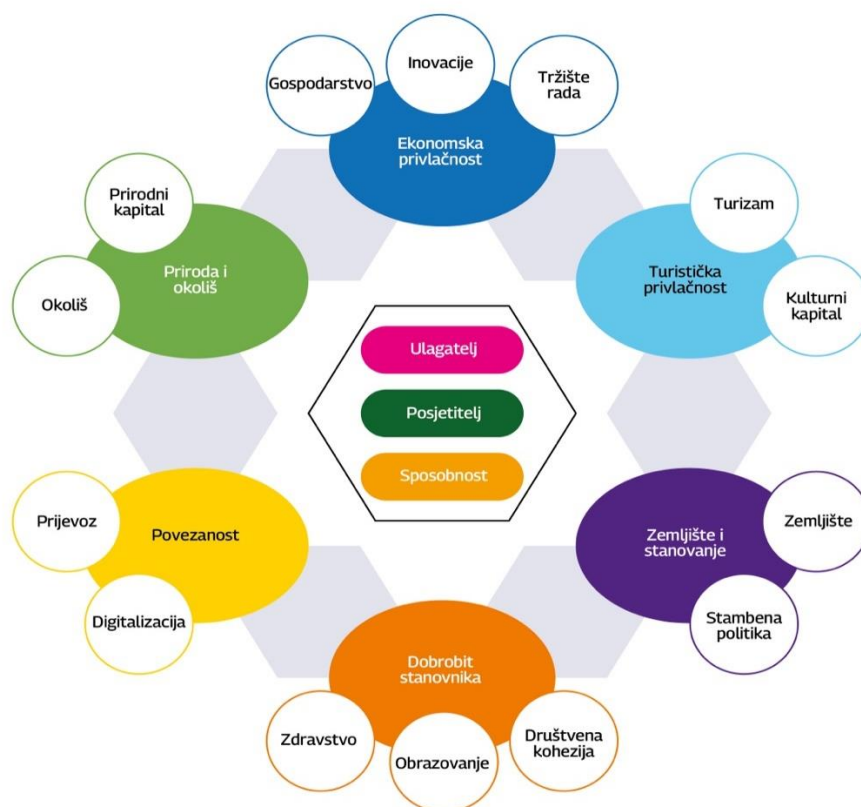 Inovacije
Gospodarstvo
Tržište
rada
Ekonomska
privlačnost
Prirodni
kapital
Turizam
Priroda i
okoliš
Turistička
privlačnost
Okoliš
Kulturni
kapital
Ulagatelj
Posjetitelj
Sposobnost
Prijevoz
Povezanost
Zemljište i
stanovanje
Zemljište
Digitalizacija
Stambena
politika
Dobrobit
stanovnika
Zdravstvo
Obrazovanje
Društvena
kohezija